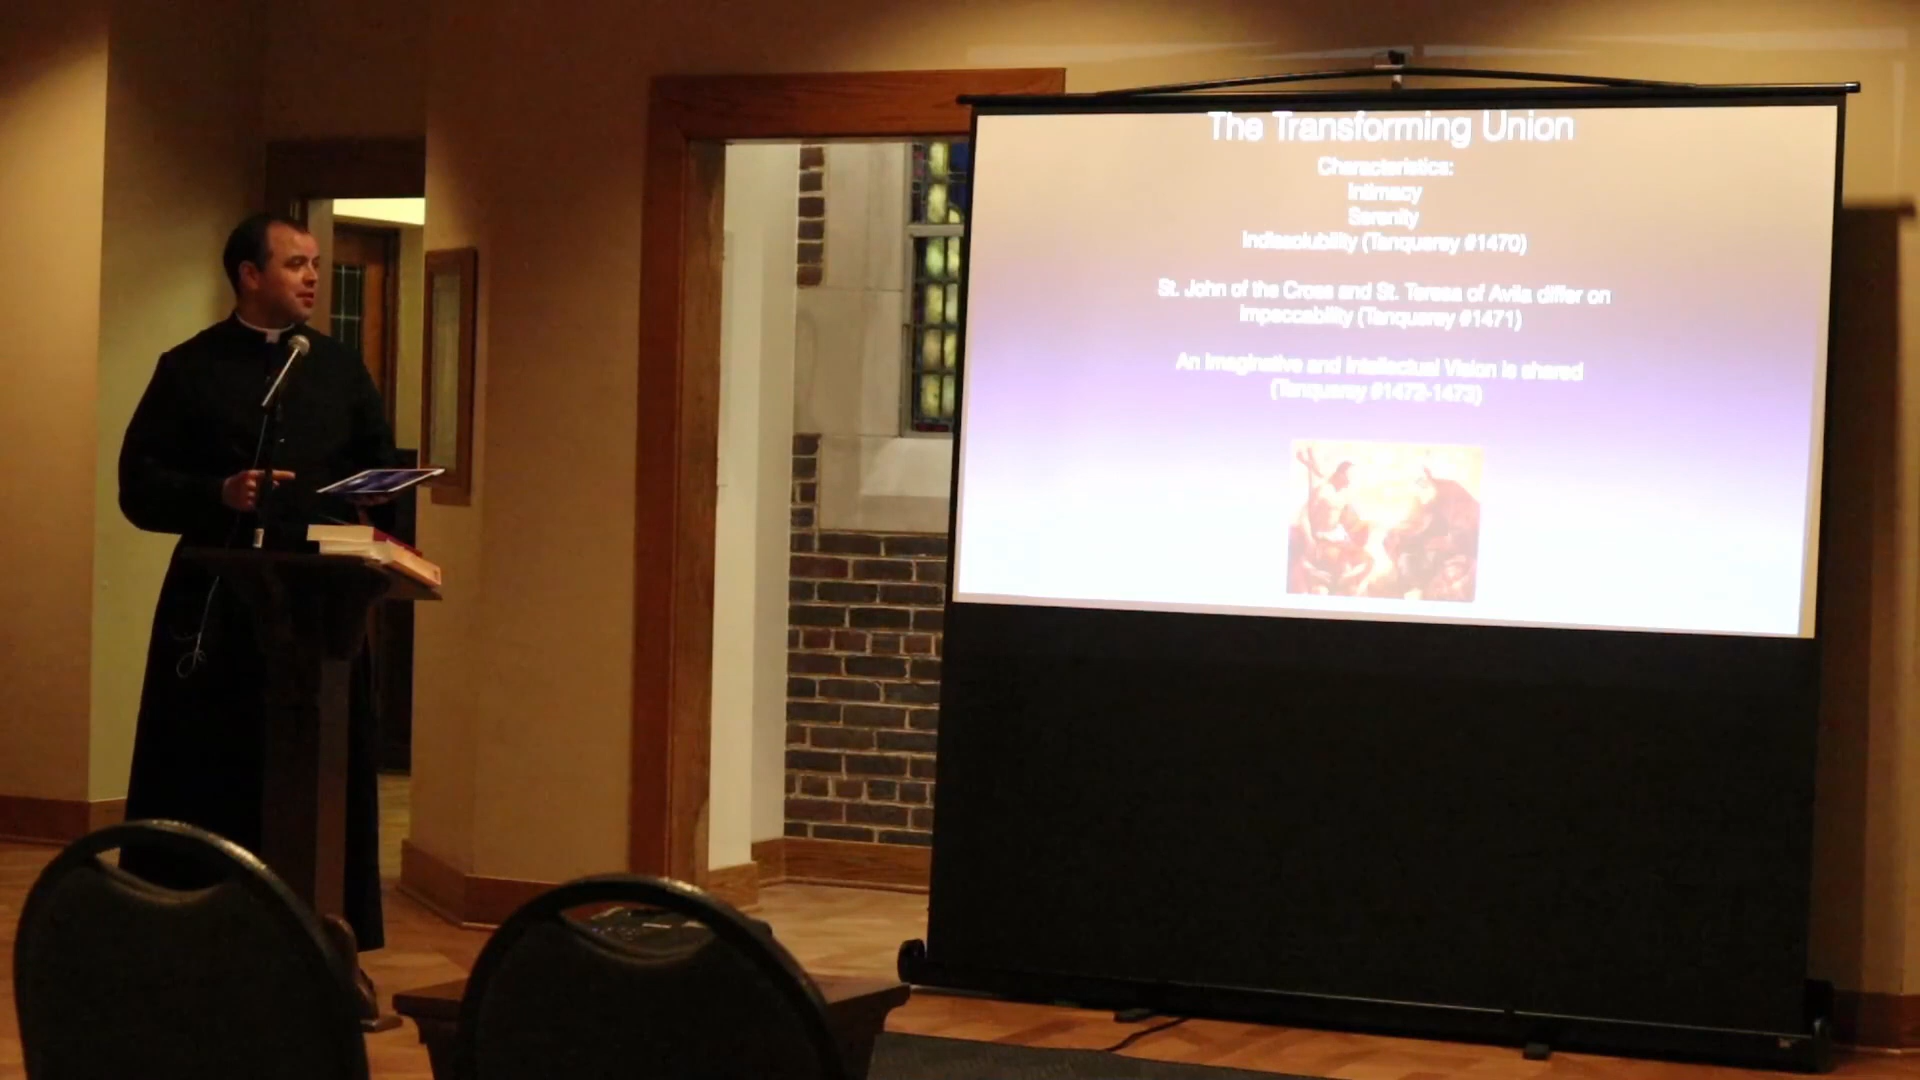 The Transforming Union
Characteristics:
Intimacy
Serenity
Indissolubility (Tanquerey #1470)
St. John of the Cross and St. Teresa of Avila differ on
Impeccability (Tanquerey #1471)
An Imaginative and Intellectual Vision is shared
(Tanquerey #1472-1473)